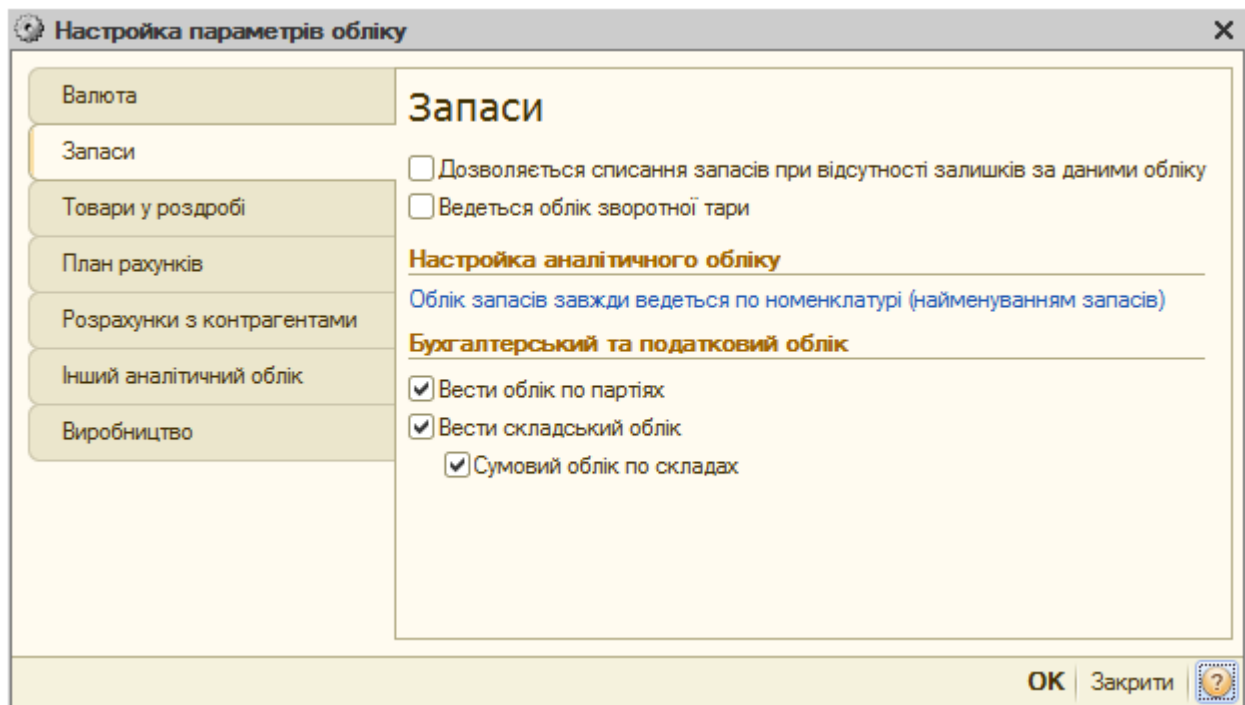 Настройка параметрів обліку
Валюта
Запаси
Товари у роздробі
План рахунків
Розрахунки з контрагентами
Інший аналітичний облік
Виробництво
Запаси
Дозволяється списання запасів при відсутності залишків за даними обліку
Ведеться облік зворотної тари
Настройка аналітичного обліку
Облік запасів завжди ведеться по номенклатурі (найменуванням запасів)
Бухгалтерський та податковий облік
Вести облік по партіях
Вести складський облік
Сумовий облік по складах
OK
Закрити
?